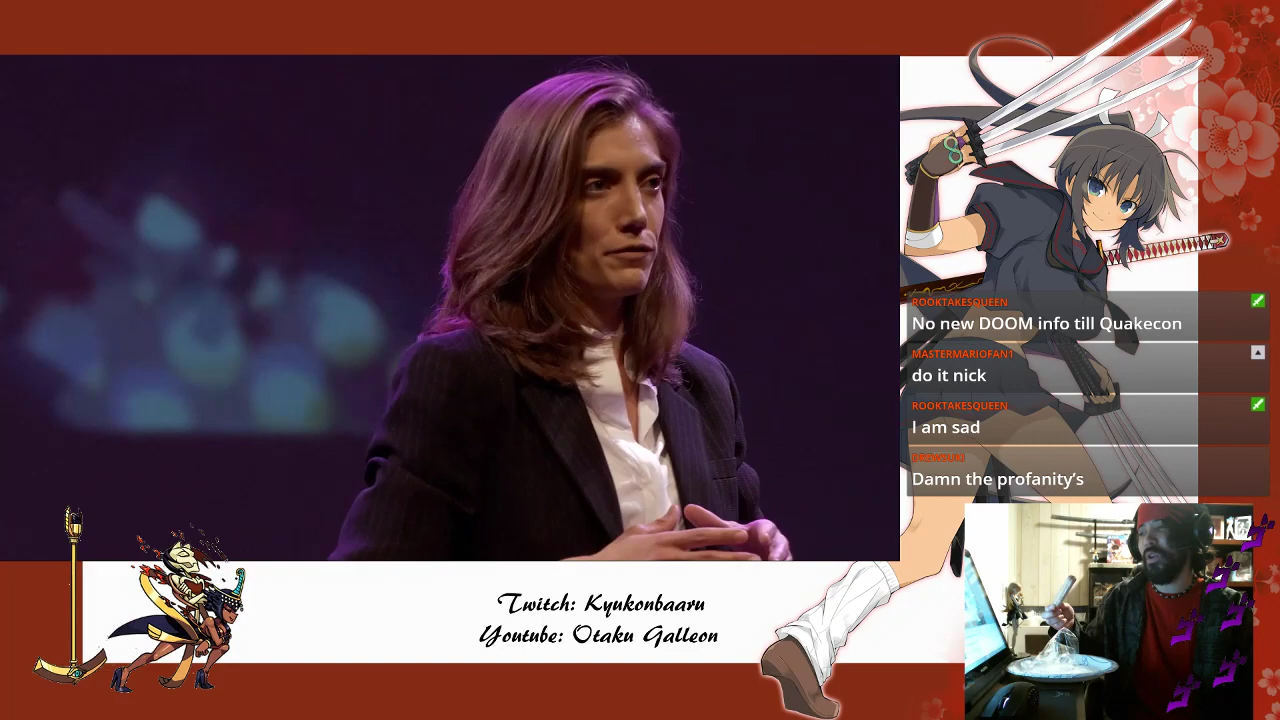 ROOKTAKESQUEEN
No new DOOM info till Quakecon
MASTERMARIOFAN1
do it nick
ROOKTAKESQUEEN
I am sad
Damn the profanity's
Twitch: Kyukonbaaru
Youtube: Otaku Galleon